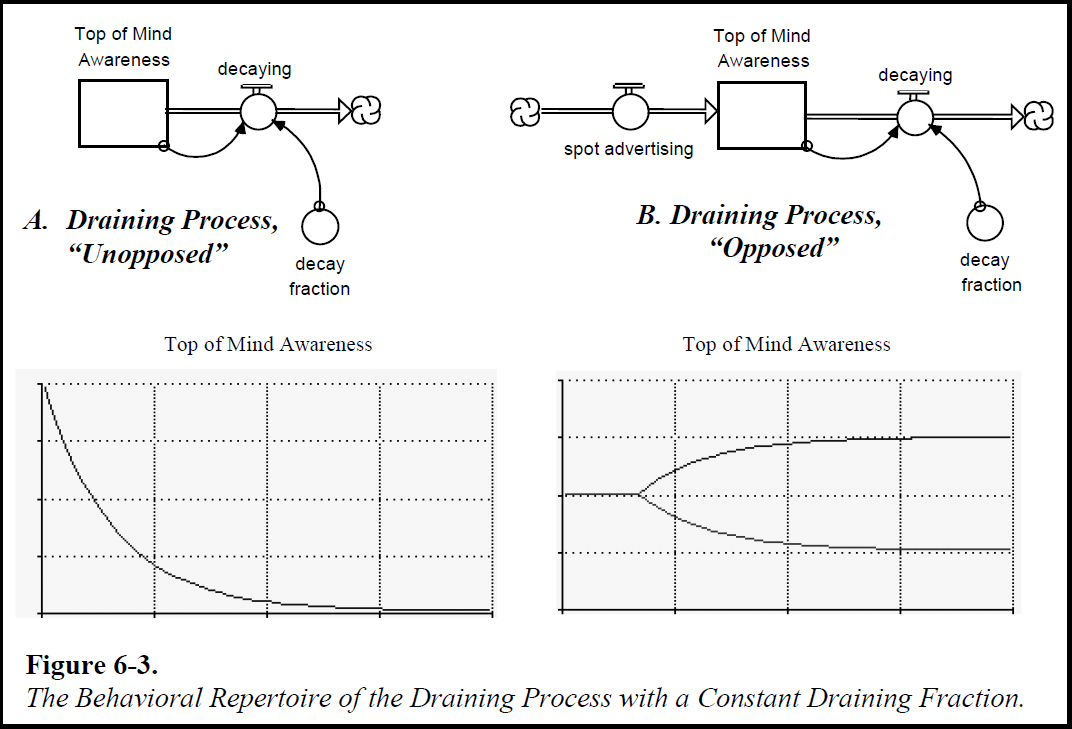 Top of Mind
Awareness
decaying
A. Draining Process,
“Unopposed”
decay
fraction
Top of Mind
Awareness
decaying
spot advertising
B. Draining Process,
“Opposed”
decay
fraction
Top of Mind Awareness
Top of Mind Awareness
Figure 6-3.
The Behavioral Repertoire of the Draining Process with a Constant Draining Fraction.